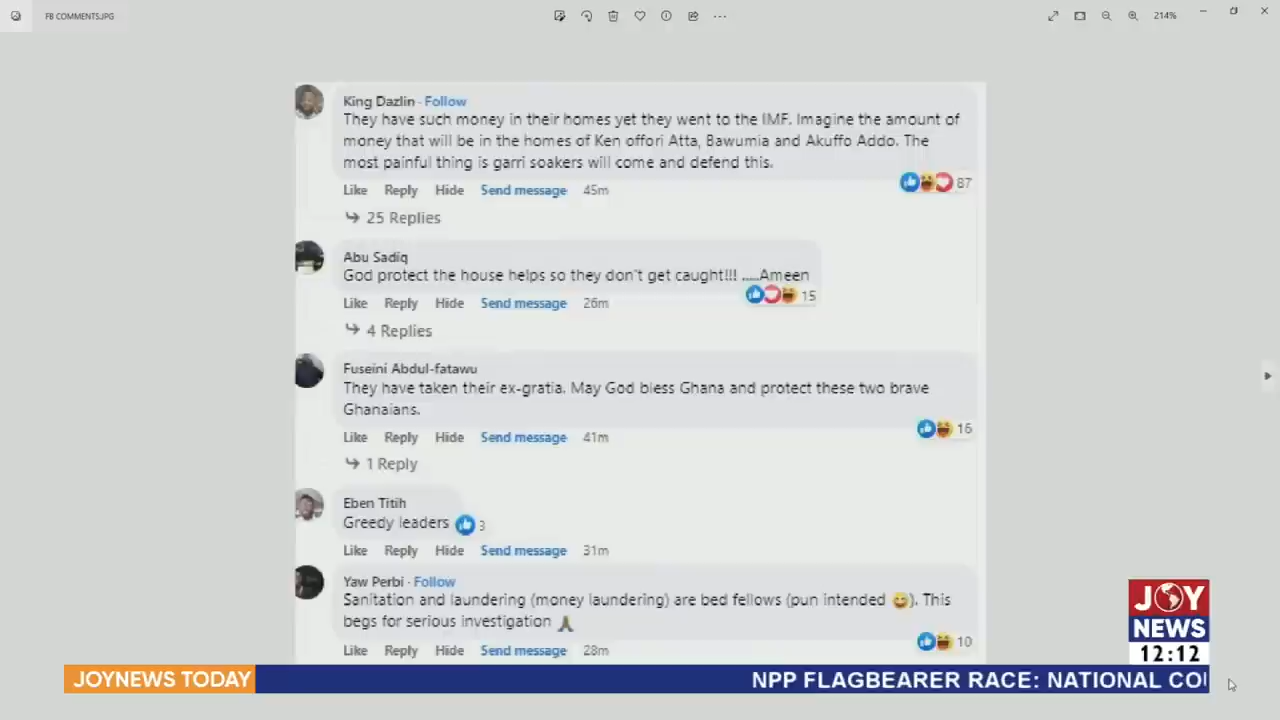 FB COMMENTS.JPG
214%
King Dazlin · Follow
They have such money in their homes yet they went to the IMF. Imagine the amount of
money that will be in the homes of Ken offori Atta, Bawumia and Akuffo Addo. The
most painful thing is garri soakers will come and defend this.
87
Like Reply Hide Send message 45m
25 Replies
Abu Sadiq
God protect the house helps so they don't get caught!!! .....Ameen
15
Like Reply Hide Send message 26m
4 Replies
Fuseini Abdul-fatawu
They have taken their ex-gratia. May God bless Ghana and protect these two brave
Ghanaians.
16
Like Reply Hide Send message 41m
1 Reply
Eben Titih
Greedy leaders 3
Like Reply Hide Send message 31m
Yaw Perbi · Follow
Sanitation and laundering (money laundering) are bed fellows (pun intended 😅). This
begs for serious investigation 🙏
10
Like Reply Hide Send message 28m
JOY
NEWS
12:12
JOYNEWS TODAY
NPP FLAGBEARER RACE: NATIONAL CO